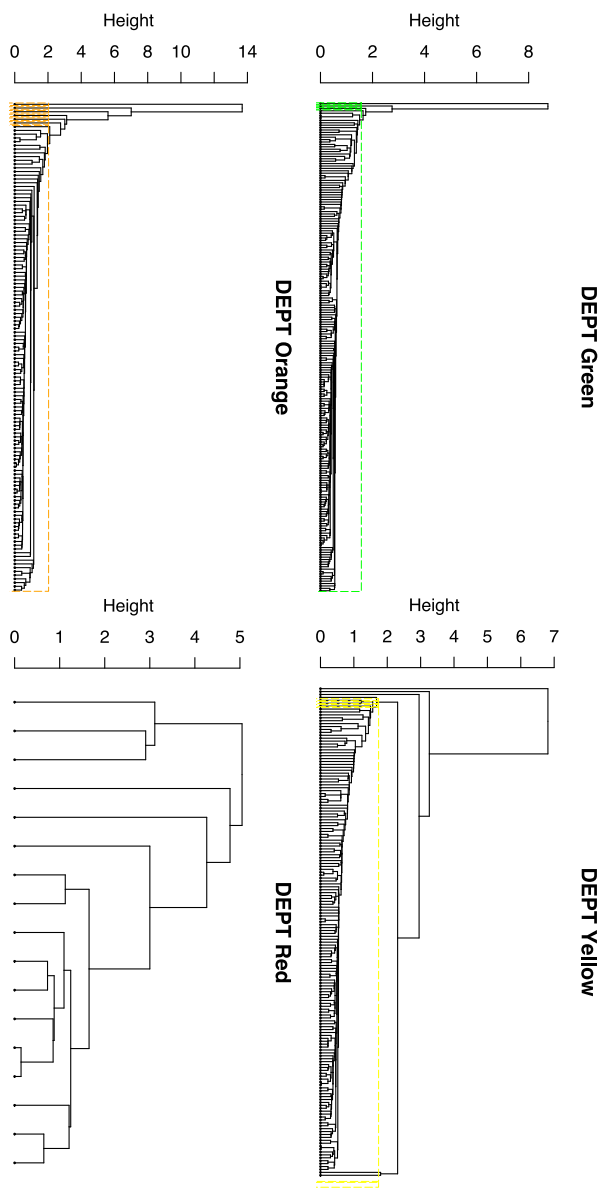 Height
0 2 4 6 8 10 14
DEPT Orange
Height
0 2 4 6 8
DEPT Green
Height
0 1 2 3 4 5
DEPT Red
Height
0 1 2 3 4 5 6 7
DEPT Yellow